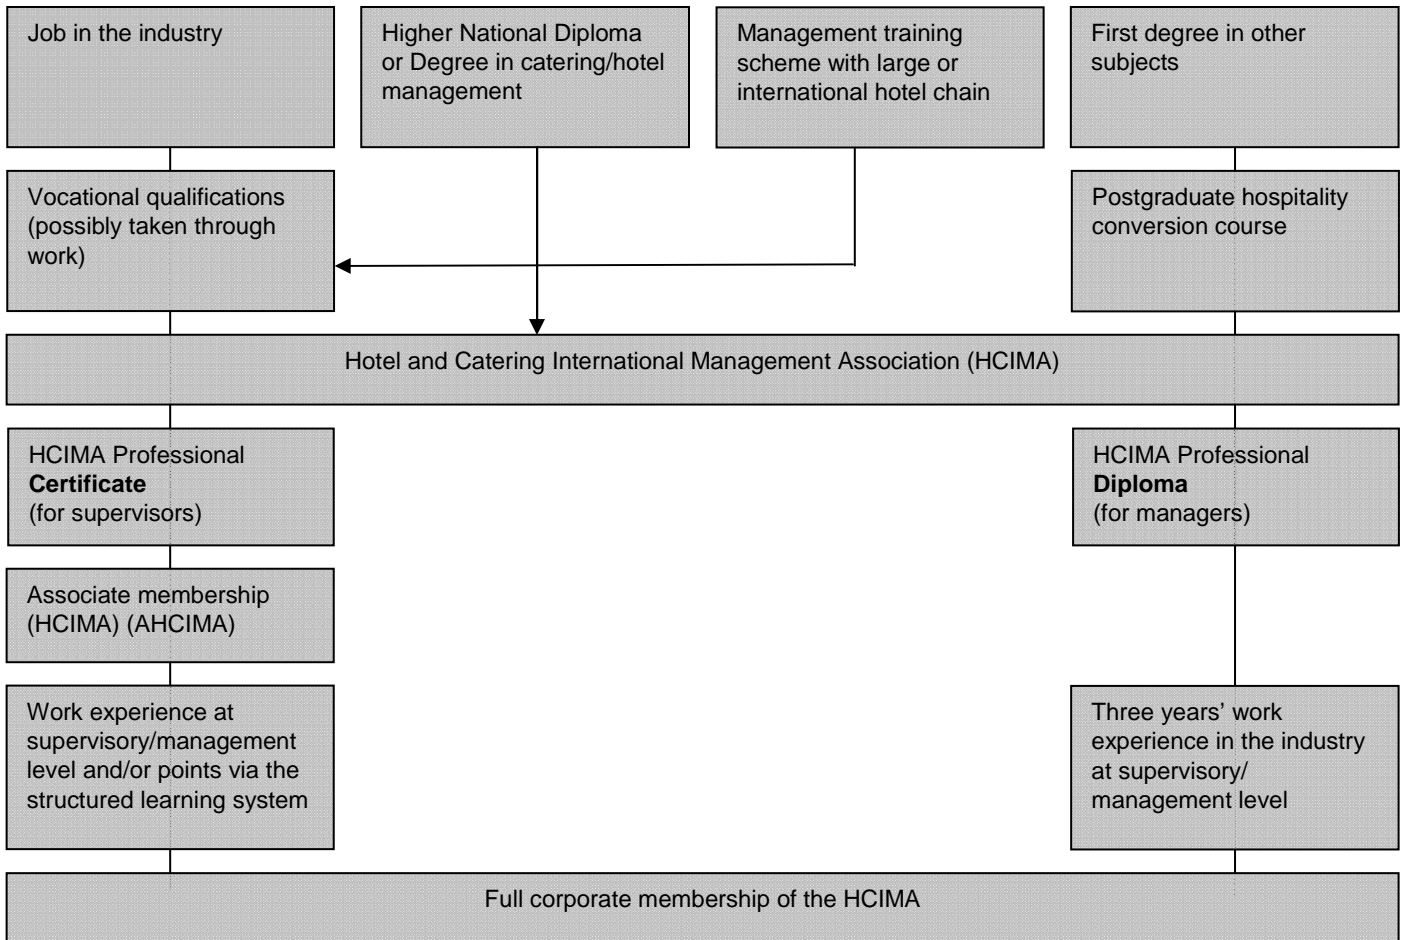 Job in the industry
Higher National Diploma
or Degree in catering/hotel
management
Management training
scheme with large or
international hotel chain
First degree in other
subjects
Vocational qualifications
(possibly taken through
work)
Postgraduate hospitality
conversion course
Hotel and Catering International Management Association (HCIMA)
HCIMA Professional
Certificate
(for supervisors)
HCIMA Professional
Diploma
(for managers)
Associate membership
(HCIMA) (AHCIMA)
Work experience at
supervisory/management
level and/or points via the
structured learning system
Three years’ work
experience in the industry
at supervisory/
management level
Full corporate membership of the HCIMA